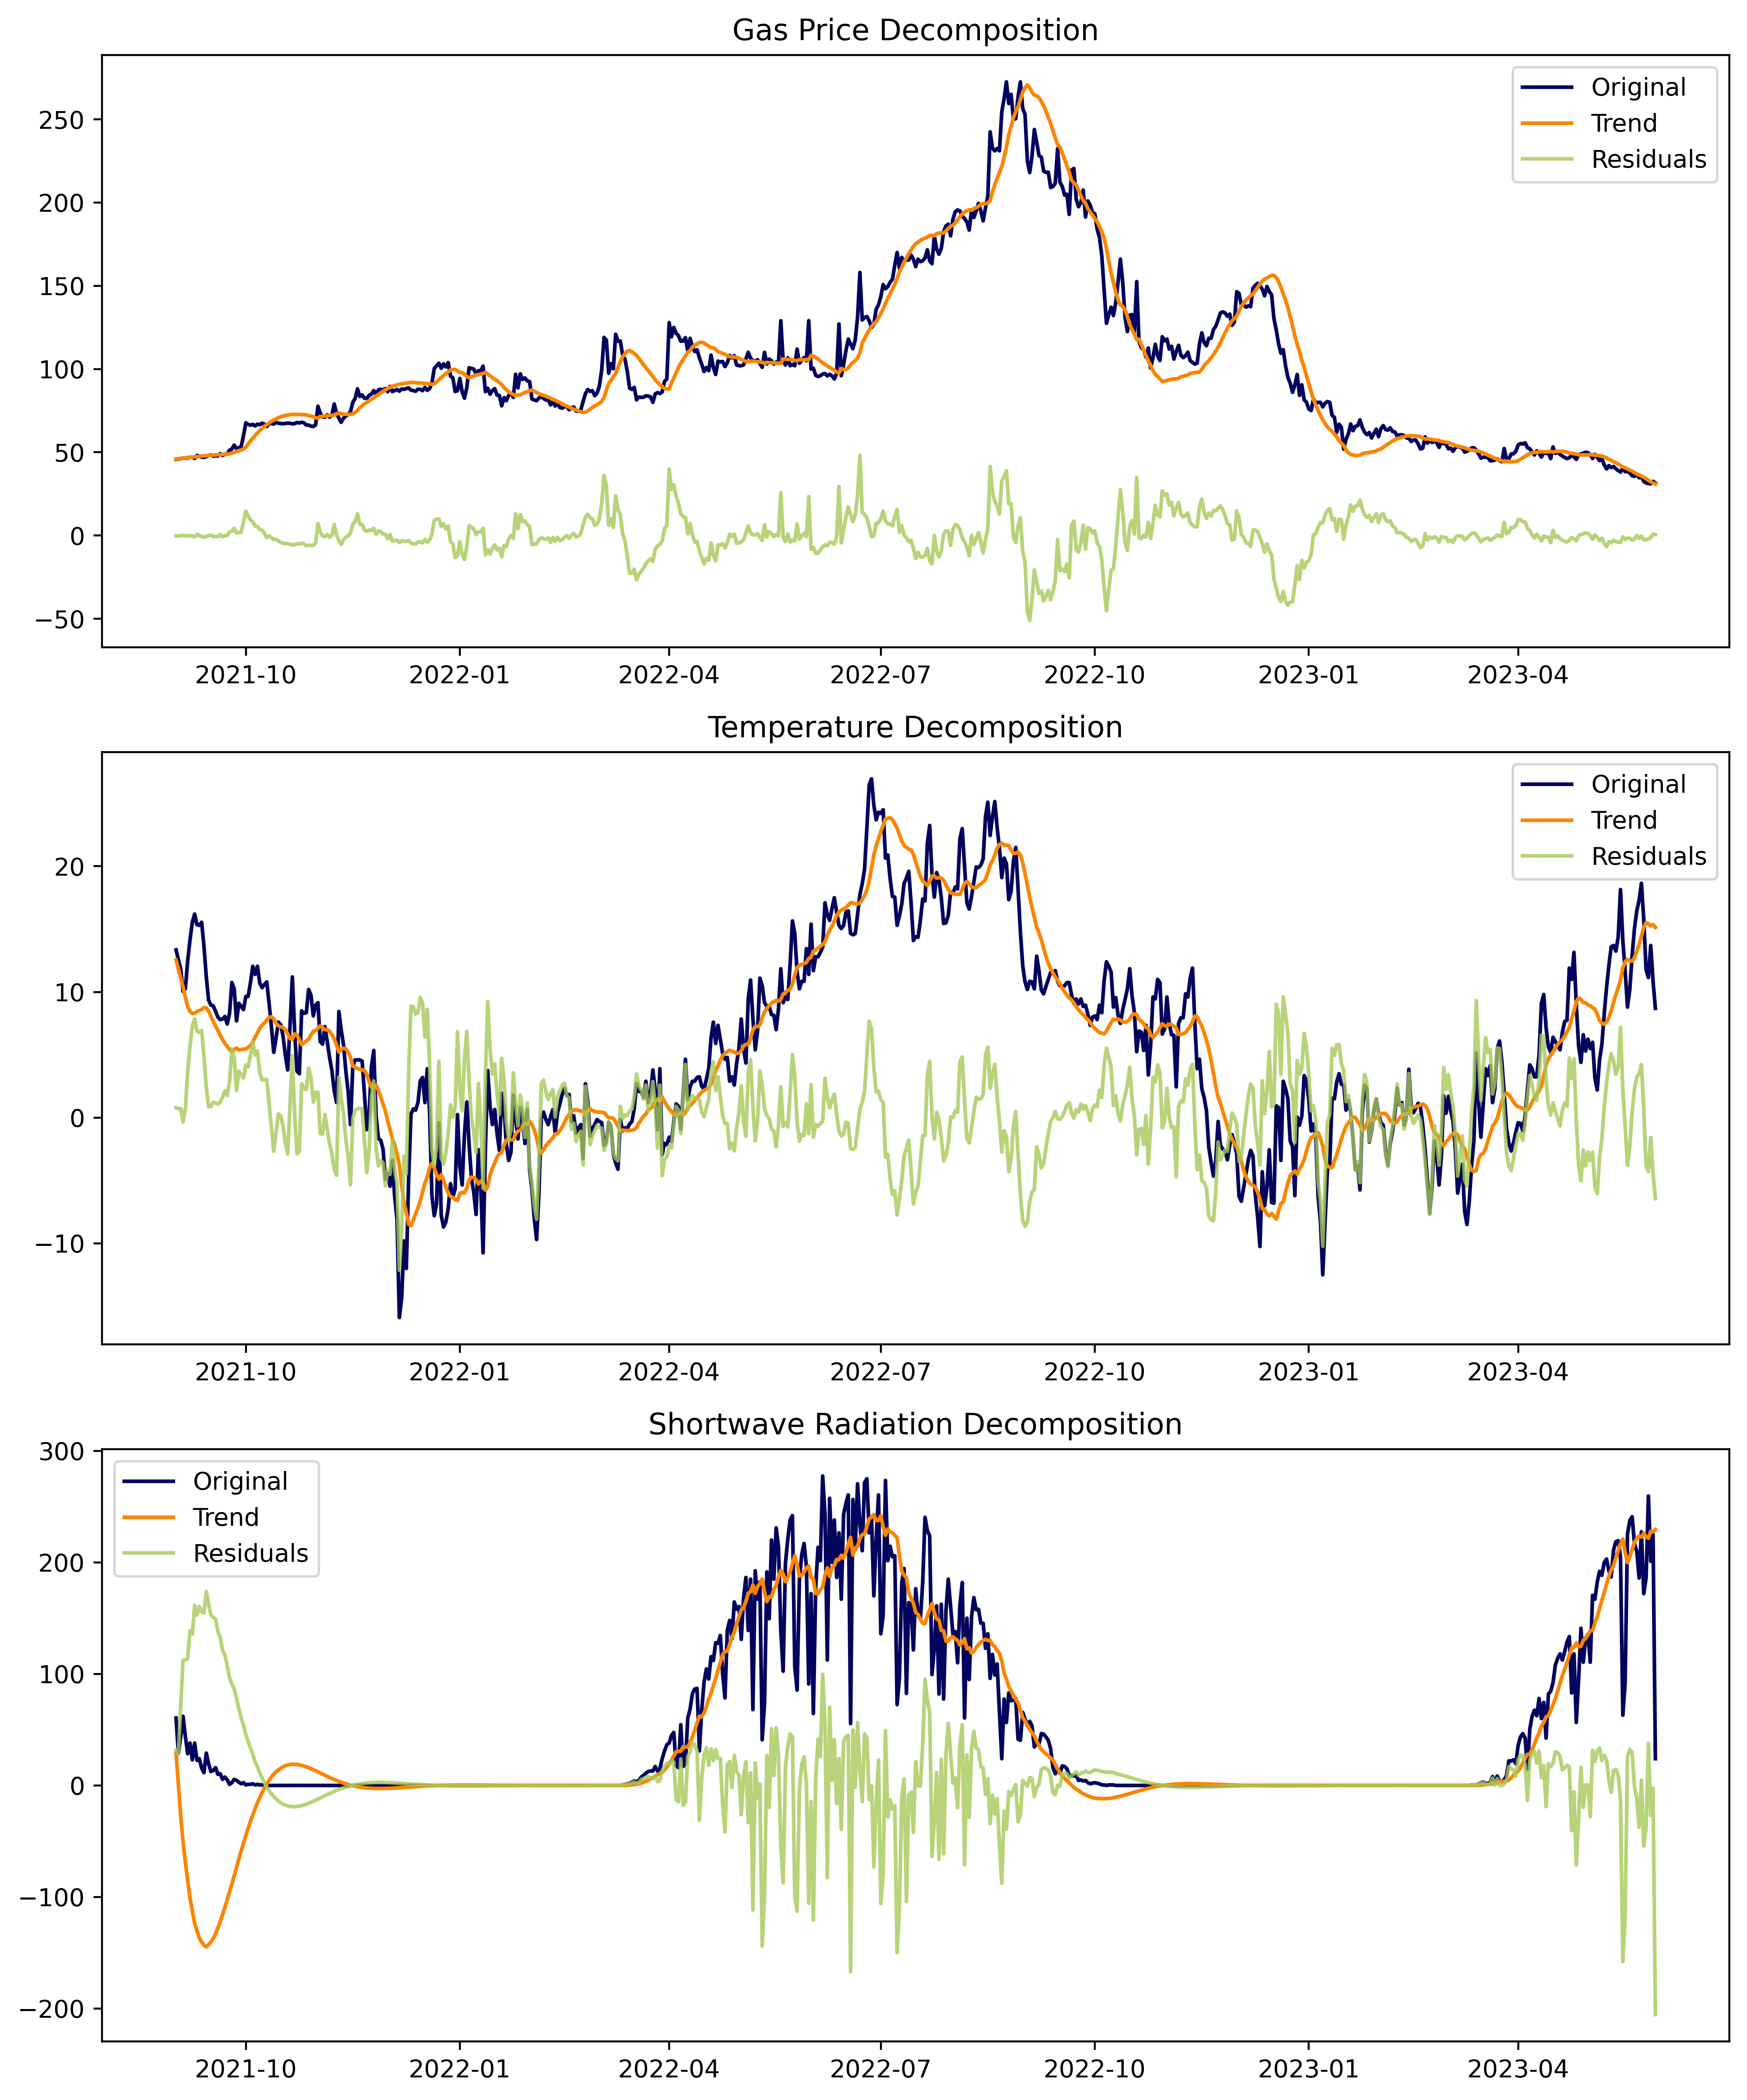 Gas Price Decomposition
Original
Trend
Residuals
250
200
150
100
50
0
−50
2021-10 2022-01 2022-04 2022-07 2022-10 2023-01 2023-04
Temperature Decomposition
Original
Trend
Residuals
20
10
0
−10
2021-10 2022-01 2022-04 2022-07 2022-10 2023-01 2023-04
Shortwave Radiation Decomposition
Original
Trend
Residuals
300
200
100
0
−100
−200
2021-10 2022-01 2022-04 2022-07 2022-10 2023-01 2023-04